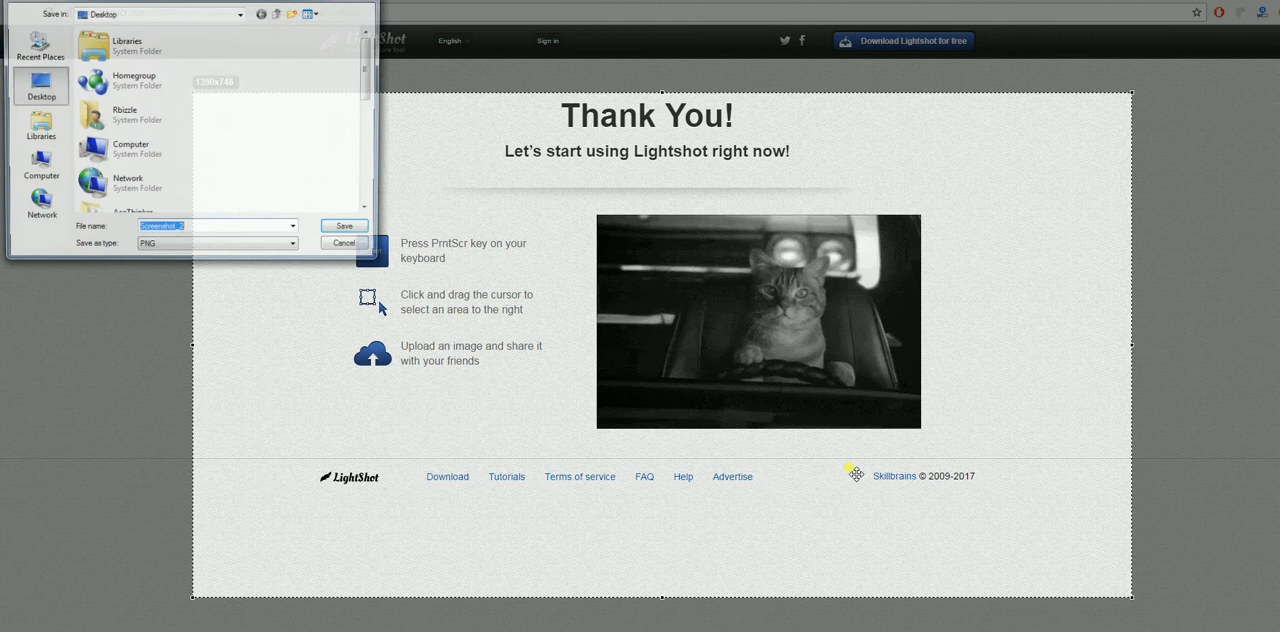 Save in: Desktop
Recent Places
Desktop
Libraries
Computer
Network
Libraries
System Folder
Homegroup
System Folder
Rbizzle
System Folder
Computer
System Folder
Network
System Folder
File name: Screenshot_2
Save
Save as type: PNG
Cancel
1390x748
LightShot
English
Sign in
Download Lightshot for free
Thank You!
Let's start using Lightshot right now!
Press PrntScr key on your
keyboard
Click and drag the cursor to
select an area to the right
Upload an image and share it
with your friends
LightShot
Download Tutorials Terms of service FAQ Help Advertise
Skillbrains © 2009-2017